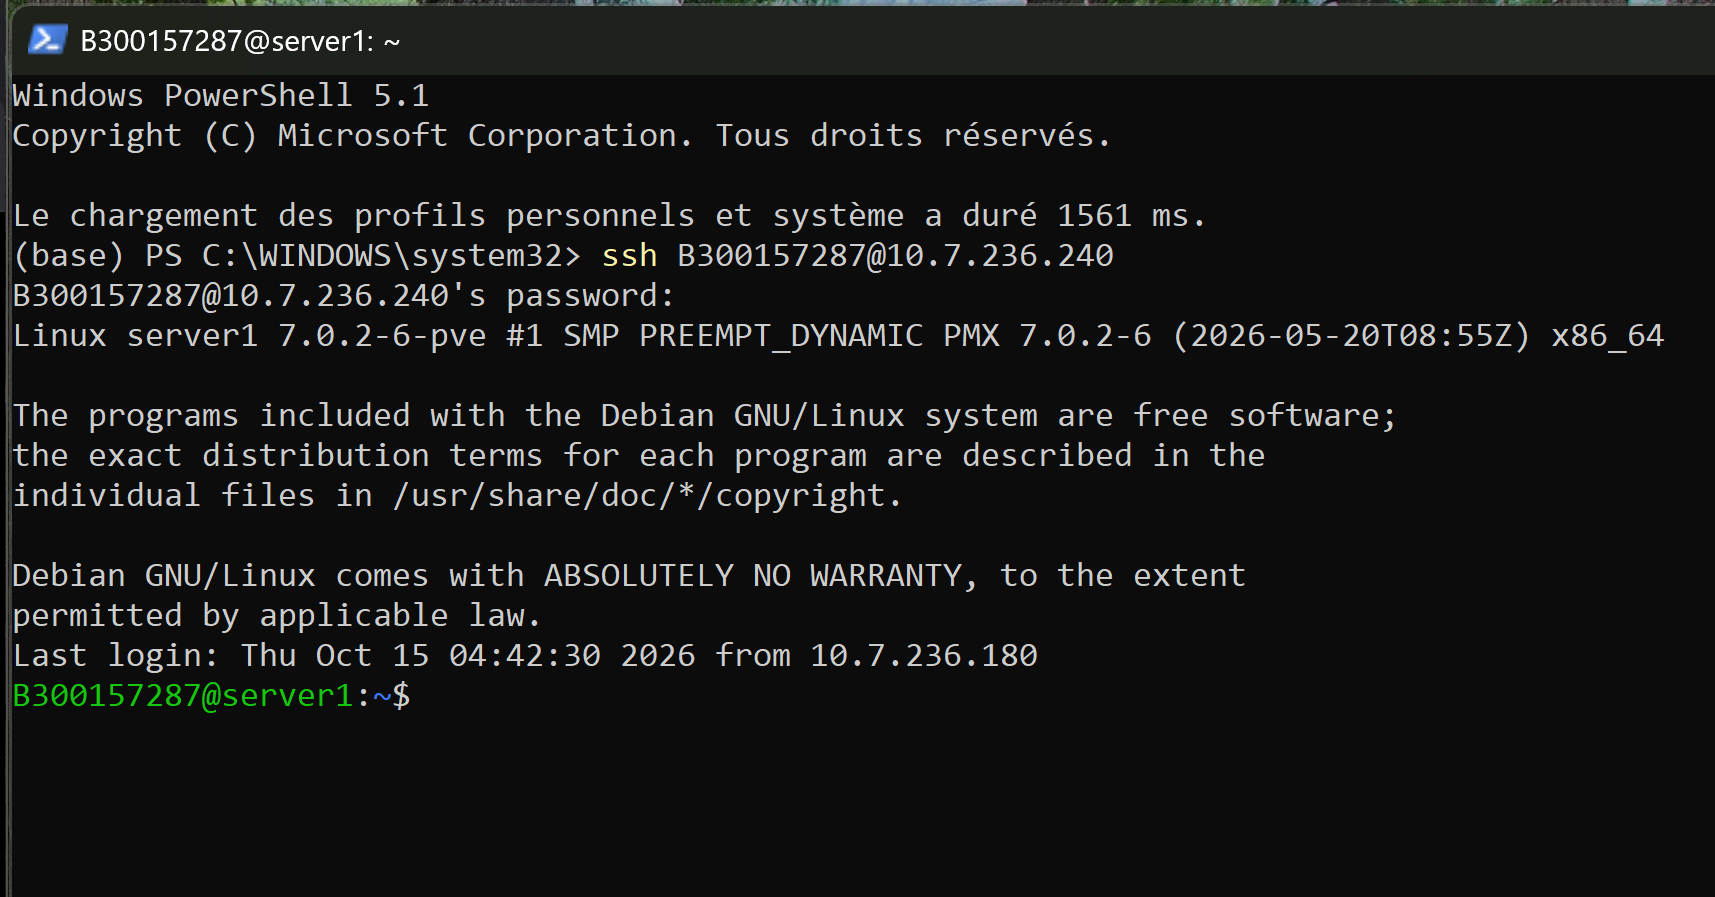 B300157287@server1: ~
Windows PowerShell 5.1
Copyright (C) Microsoft Corporation. Tous droits réservés.
Le chargement des profils personnels et système a duré 1561 ms.
(base) PS C:\WINDOWS\system32> ssh B300157287@10.7.236.240
B300157287@10.7.236.240's password:
Linux server1 7.0.2-6-pve #1 SMP PREEMPT_DYNAMIC PMX 7.0.2-6 (2026-05-20T08:55Z) x86_64
The programs included with the Debian GNU/Linux system are free software;
the exact distribution terms for each program are described in the
individual files in /usr/share/doc/*/copyright.
Debian GNU/Linux comes with ABSOLUTELY NO WARRANTY, to the extent
permitted by applicable law.
Last login: Thu Oct 15 04:42:30 2026 from 10.7.236.180
B300157287@server1:~$